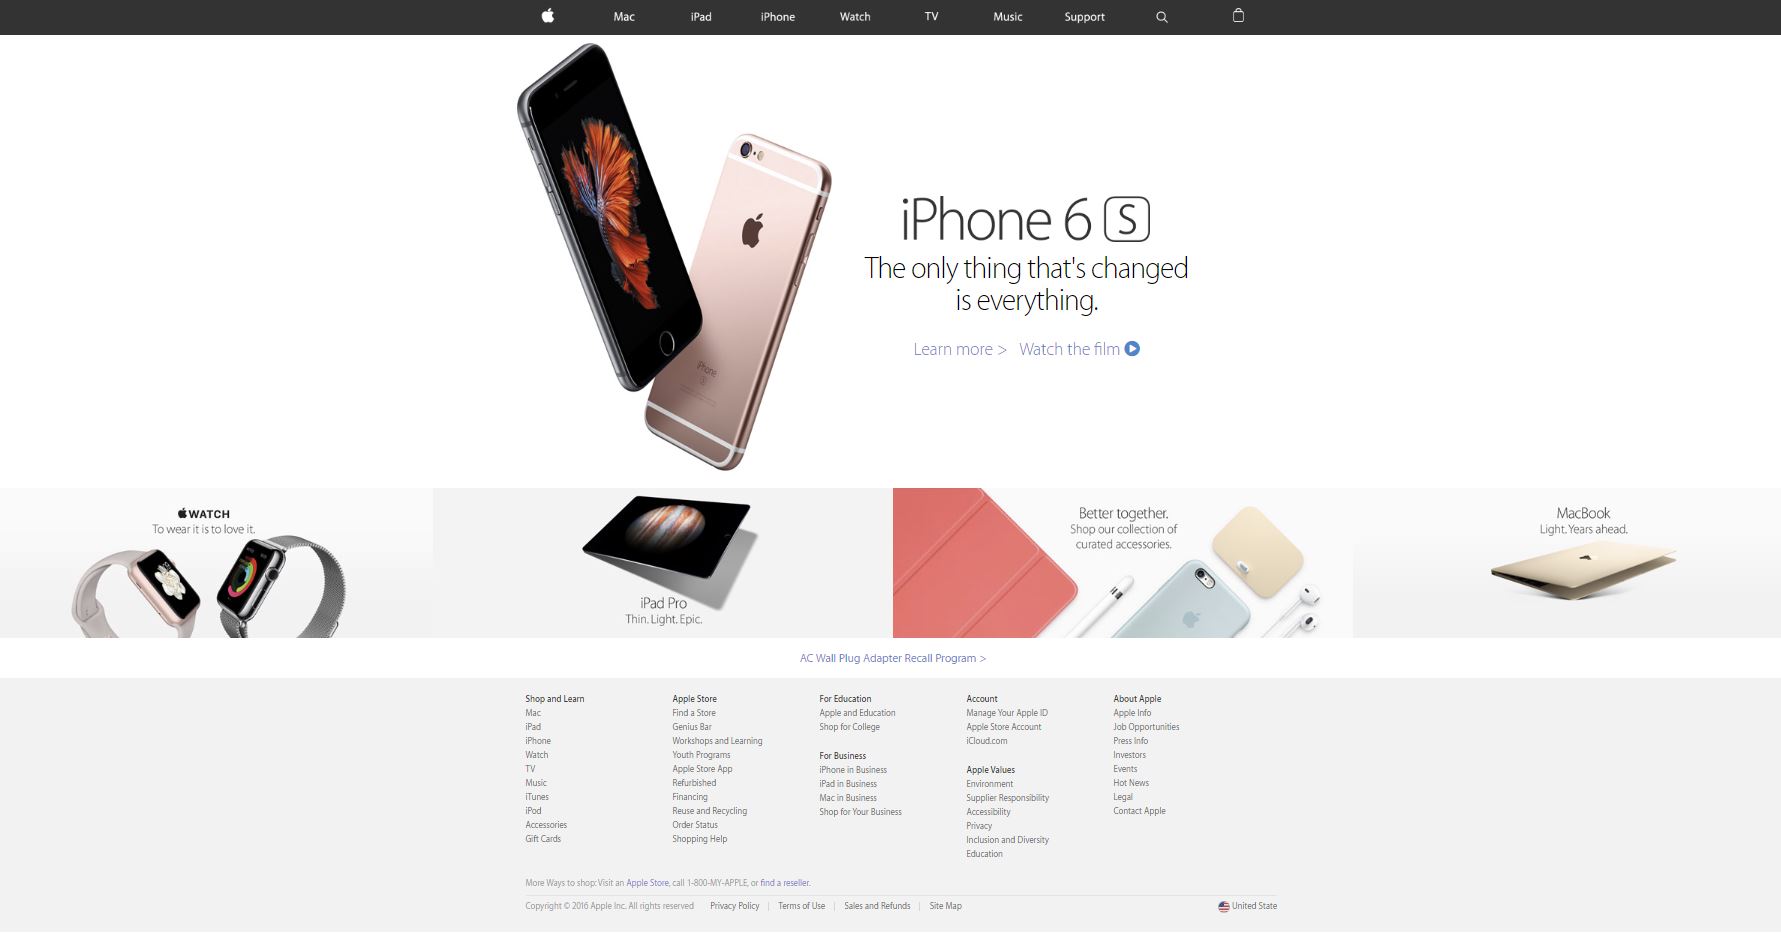 Mac iPad iPhone Watch TV Music Support
iPhone 6 S
The only thing that's changed
is everything.
Learn more > Watch the film
iPhone
S
WATCH
To wear it is to love it.
iPad Pro
Thin. Light. Epic.
Better together.
Shop our collection of
curated accessories.
MacBook
Light. Years ahead.
AC Wall Plug Adapter Recall Program >
Shop and Learn
Mac
iPad
iPhone
Watch
TV
Music
iTunes
iPod
Accessories
Gift Cards
Apple Store
Find a Store
Genius Bar
Workshops and Learning
Youth Programs
Apple Store App
Refurbished
Financing
Reuse and Recycling
Order Status
Shopping Help
For Education
Apple and Education
Shop for College
For Business
iPhone in Business
iPad in Business
Mac in Business
Shop for Your Business
Account
Manage Your Apple ID
Apple Store Account
iCloud.com
Apple Values
Environment
Supplier Responsibility
Accessibility
Privacy
Inclusion and Diversity
Education
About Apple
Apple Info
Job Opportunities
Press Info
Investors
Events
Hot News
Legal
Contact Apple
More Ways to shop: Visit an Apple Store, call 1-800-MY-APPLE, or find a reseller.
Copyright © 2016 Apple Inc. All rights reserved Privacy Policy | Terms of Use | Sales and Refunds | Site Map United State